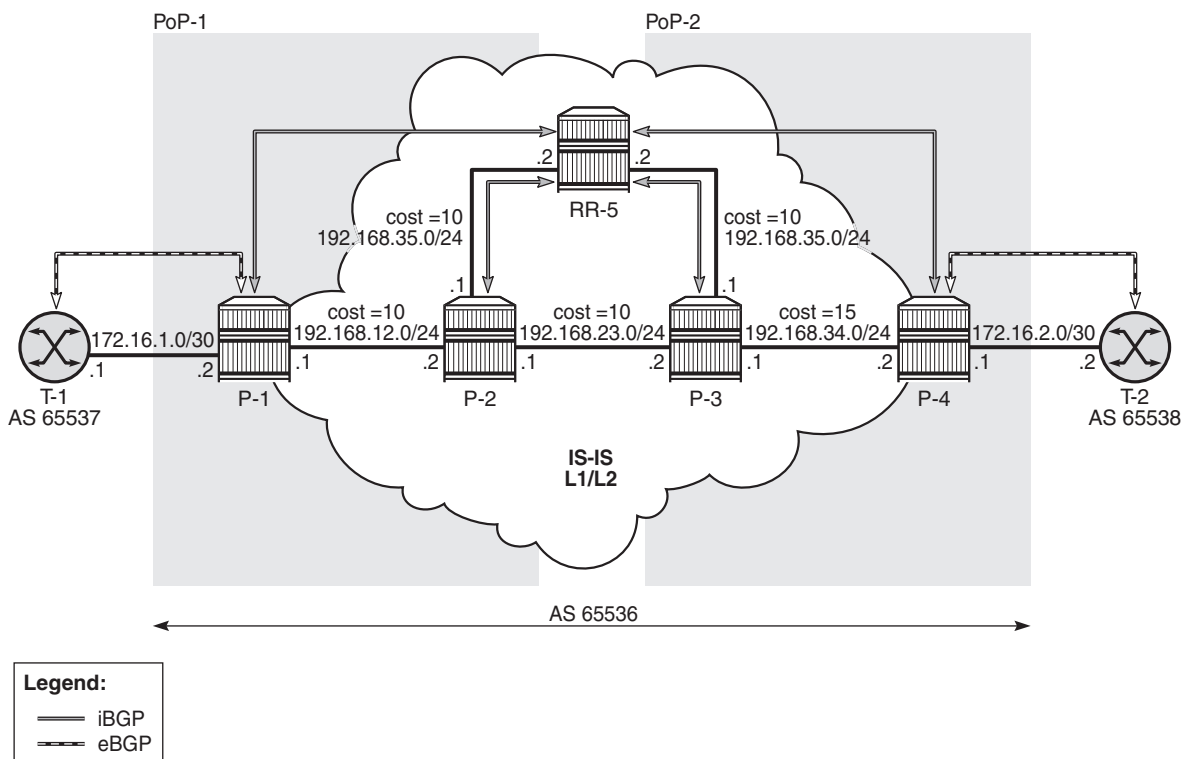 PoP-1
PoP-2
.2
.2
RR-5
cost =10
192.168.35.0/24
cost =10
192.168.35.0/24
.1
.1
172.16.1.0/30
.1
.2
T-1
AS 65537
P-1
cost =10
192.168.12.0/24
.1
.2
P-2
cost =10
192.168.23.0/24
.1
.2
P-3
cost =15
192.168.34.0/24
.1
.2
P-4
172.16.2.0/30
.1
.2
T-2
AS 65538
IS-IS
L1/L2
AS 65536
Legend:
iBGP
eBGP